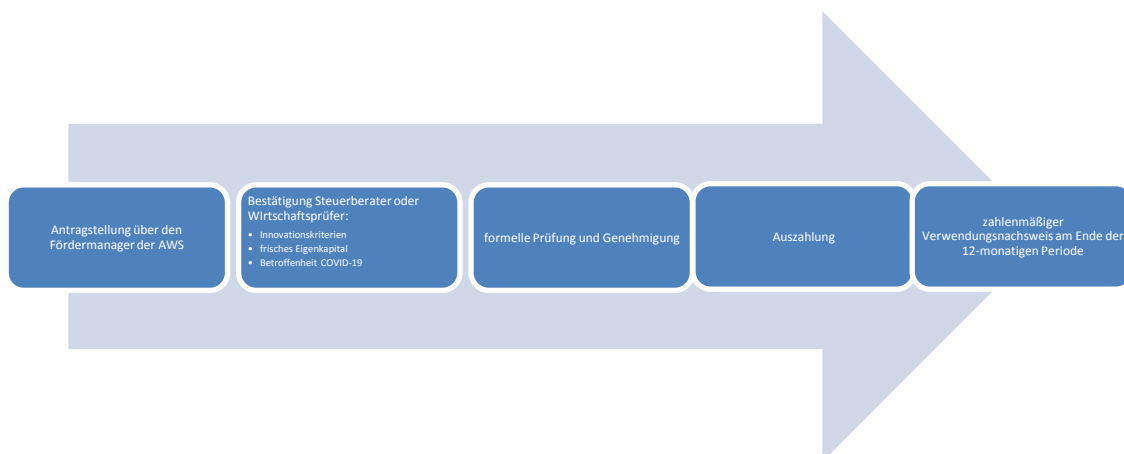 Antragstellung über den
Fördermanager der AWS
Bestätigung Steuerberater oder
WIrtschaftsprüfer:
• Innovationskriterien
• frisches Eigenkapital
• Betroffenheit COVID-19
formelle Prüfung und Genehmigung
Auszahlung
zahlenmäßiger
Verwendungsnachsweis am Ende der
12-monatigen Periode